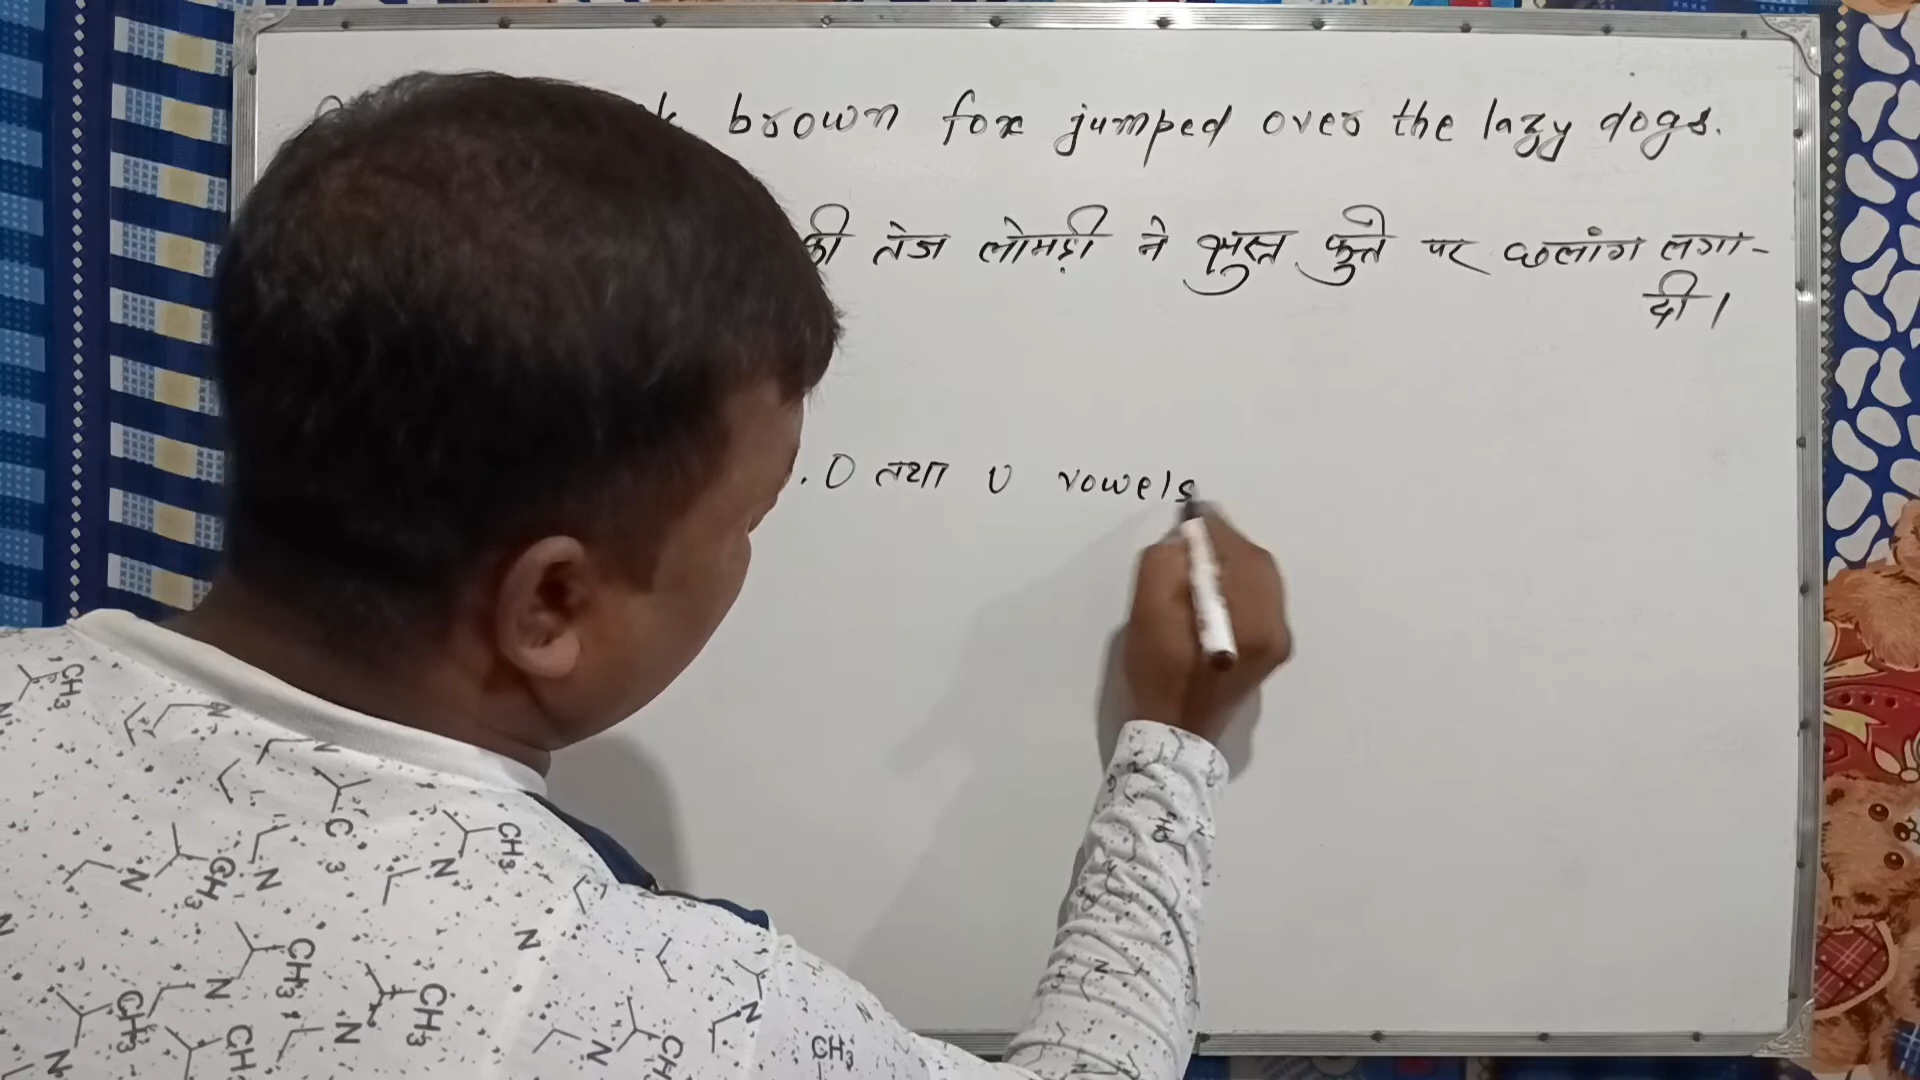 brown fox jumped over the lazy dogs.
की तेज लोमड़ी ने सुस्त कुत्ते पर छलांग लगा-
दी।
. O तथा U vowels